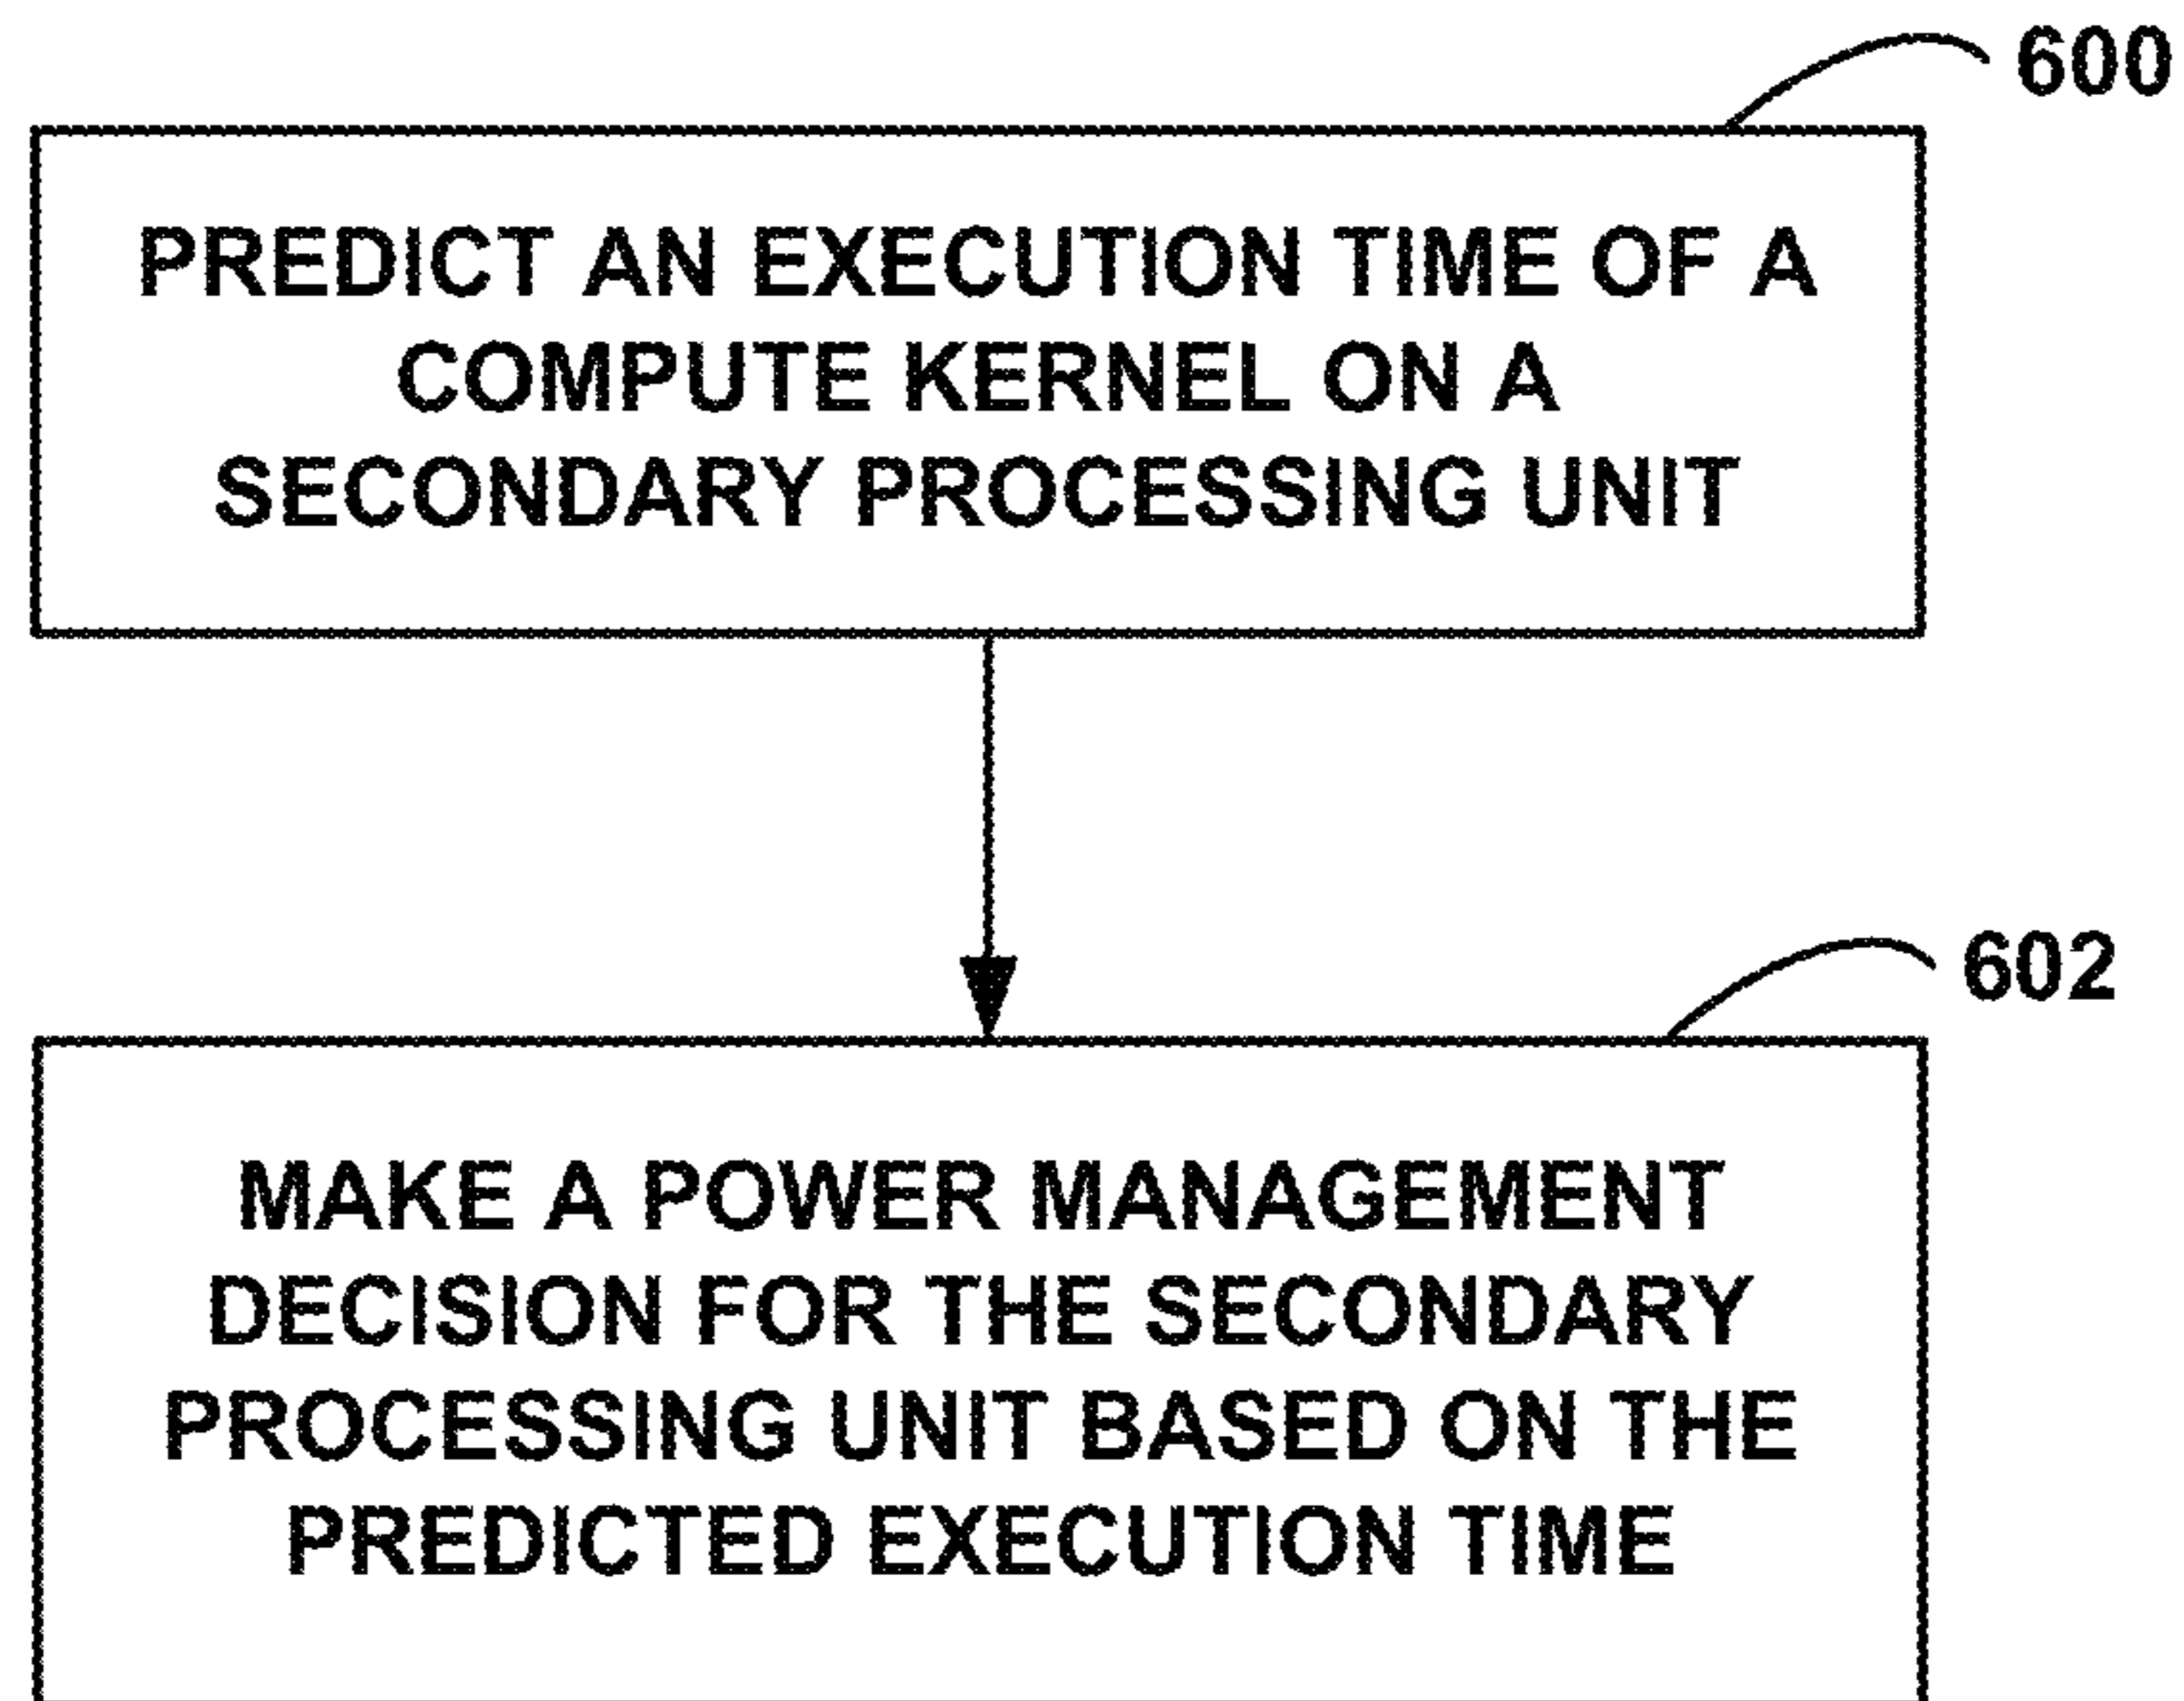 600
PREDICT AN EXECUTION TIME OF A
COMPUTE KERNEL ON A
SECONDARY PROCESSING UNIT
602
MAKE A POWER MANAGEMENT
DECISION FOR THE SECONDARY
PROCESSING UNIT BASED ON THE
PREDICTED EXECUTION TIME